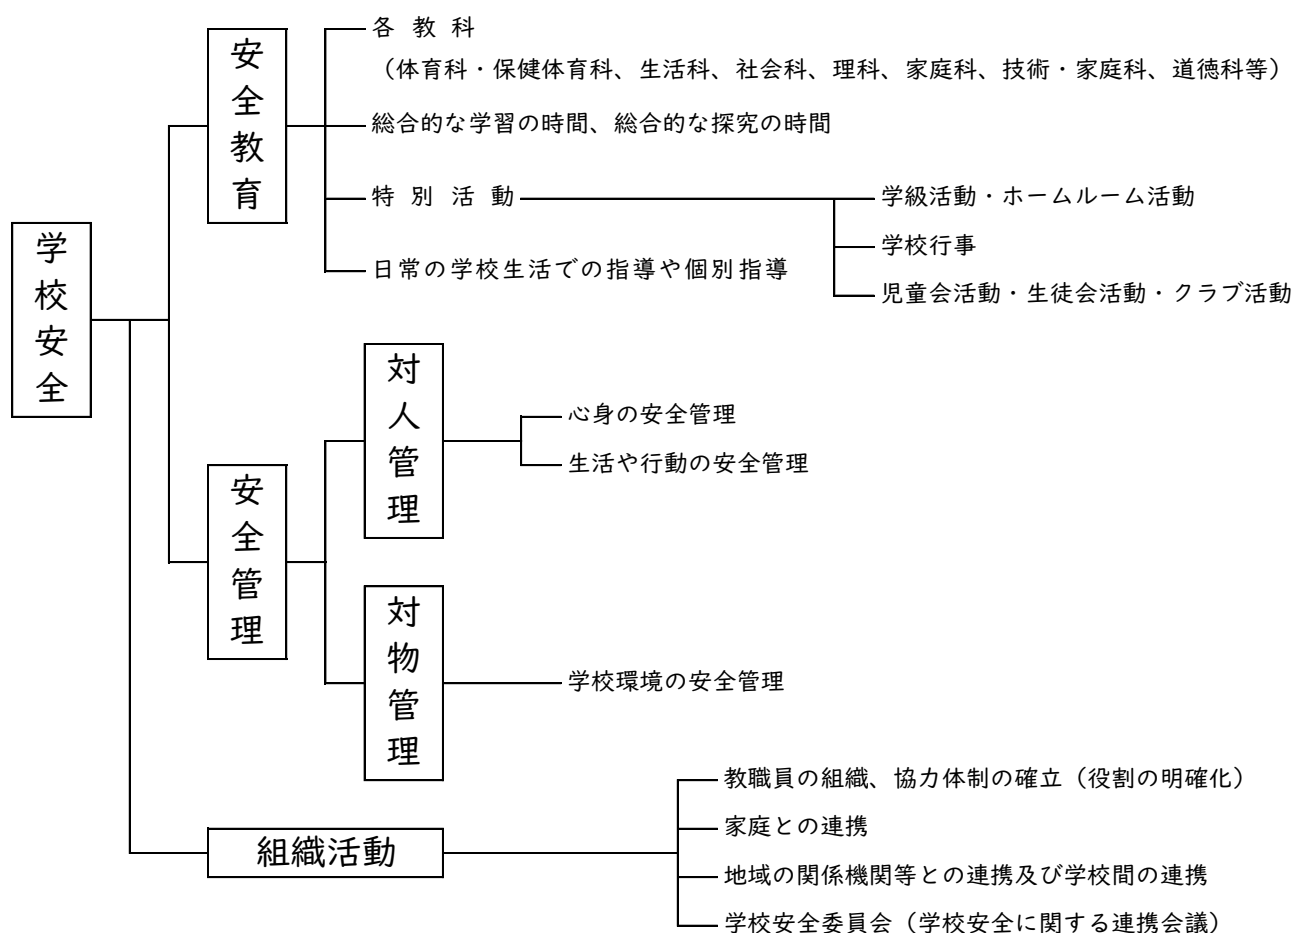 学校安全
安全教育
各教科
（体育科・保健体育科、生活科、社会科、理科、家庭科、技術・家庭科、道徳科等）
総合的な学習の時間、総合的な探究の時間
特別活動
学級活動・ホームルーム活動
学校行事
児童会活動・生徒会活動・クラブ活動
日常の学校生活での指導や個別指導
安全管理
対人管理
心身の安全管理
生活や行動の安全管理
対物管理
学校環境の安全管理
組織活動
教職員の組織、協力体制の確立（役割の明確化）
家庭との連携
地域の関係機関等との連携及び学校間の連携
学校安全委員会（学校安全に関する連携会議）